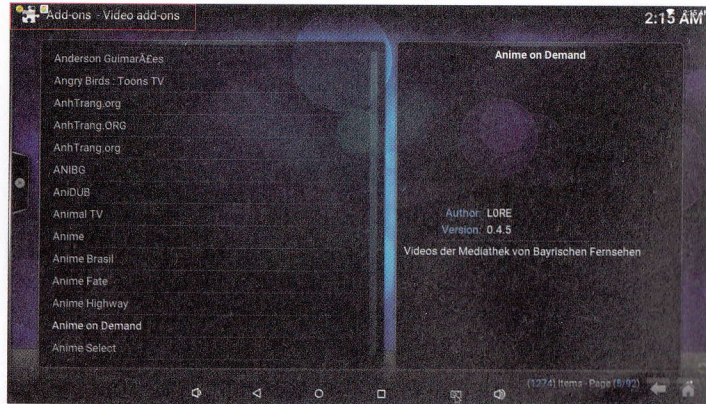 Add-ons - Video add-ons
2:15 AM
Anderson GuimarÃ£es
Angry Birds : Toons TV
AnhTrang.org
AnhTrang.ORG
AnhTrang.org
ANIBG
AniDUB
Animal TV
Anime
Anime Brasil
Anime Fate
Anime Highway
Anime on Demand
Anime Select
Anime on Demand
Author: L0RE
Version: 0.4.5
Videos der Mediathek von Bayrischen Fernsehen
(1274) Items - Page (5/92)